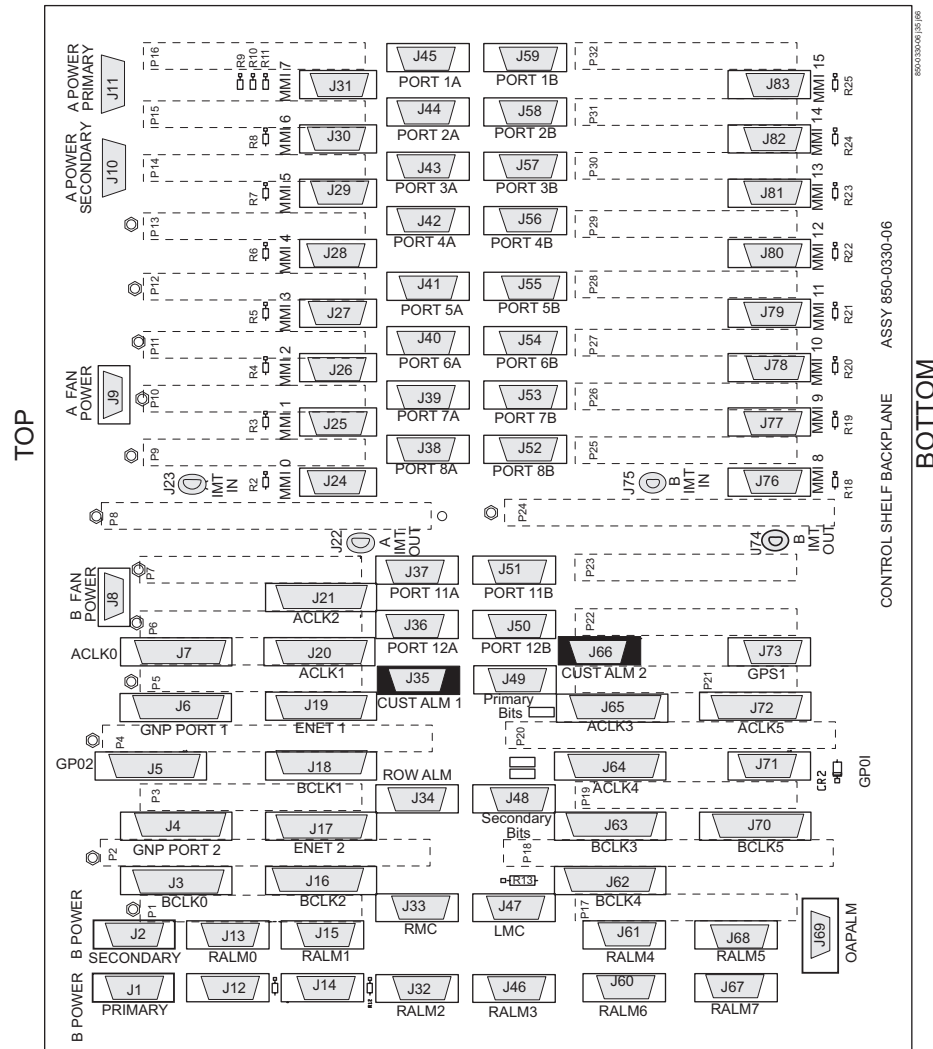 850-0330-06 j35 j66
TOP
BOTTOM
ASSY 850-0330-06
CONTROL SHELF BACKPLANE
A POWER
PRIMARY
J11
P16
R9
R10
R11
MMI 7
J31
J45
PORT 1A
J59
PORT 1B
P32
J83
MMI 15
R25
P15
R8
MMI 6
J30
J44
PORT 2A
J58
PORT 2B
P31
J82
MMI 14
R24
A POWER
SECONDARY
J10
P14
R7
MMI 5
J29
J43
PORT 3A
J57
PORT 3B
P30
J81
MMI 13
R23
P13
R6
MMI 4
J28
J42
PORT 4A
J56
PORT 4B
P29
J80
MMI 12
R22
P12
R5
MMI 3
J27
J41
PORT 5A
J55
PORT 5B
P28
J79
MMI 11
R21
P11
R4
MMI 2
J26
J40
PORT 6A
J54
PORT 6B
P27
J78
MMI 10
R20
A FAN
POWER
J9
P10
R3
MMI 1
J25
J39
PORT 7A
J53
PORT 7B
P26
J77
MMI 9
R19
P9
J23
IMT
IN
R2
MMI 0
J24
J38
PORT 8A
J52
PORT 8B
P25
J75
B
IMT
IN
J76
MMI 8
R18
P8
J22
A
IMT
OUT
P24
J74
B
IMT
OUT
B FAN
POWER
J8
P7
J21
ACLK2
J37
PORT 11A
J51
PORT 11B
P23
P6
ACLK0
J7
J20
ACLK1
J36
PORT 12A
J50
PORT 12B
P22
J66
CUST ALM 2
J73
GPS1
P5
J6
GNP PORT 1
J19
ENET 1
J35
CUST ALM 1
J49
Primary
Bits
J65
ACLK3
P21
J72
ACLK5
P4
GP02
J5
J18
BCLK1
ROW ALM
J34
P20
J48
Secondary
Bits
J64
ACLK4
J71
CR2
GP0I
P3
J4
GNP PORT 2
J17
ENET 2
P19
J63
BCLK3
J70
BCLK5
P2
J3
BCLK0
J16
BCLK2
P18
R13
J62
BCLK4
P1
J33
RMC
J47
LMC
P17
B POWER
J2
SECONDARY
J13
RALM0
J15
RALM1
J61
RALM4
J68
RALM5
J69
OAPALM
B POWER
J1
PRIMARY
J12
J14
J32
RALM2
J46
RALM3
J60
RALM6
J67
RALM7